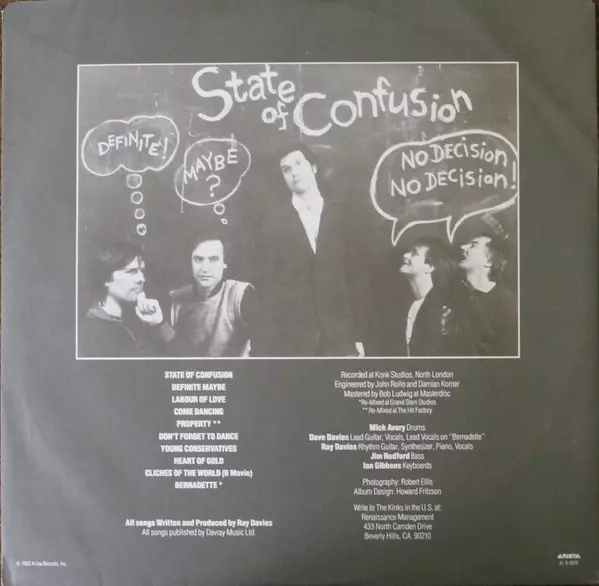 State
of Confusion
DEFINITE!
MAYBE
?
NO DECISION
NO DECISION!
STATE OF CONFUSION
DEFINITE MAYBE
LABOUR OF LOVE
COME DANCING
PROPERTY **
DON'T FORGET TO DANCE
YOUNG CONSERVATIVES
HEART OF GOLD
CLICHES OF THE WORLD (B Movie)
BERNADETTE *
All songs Written and Produced by Ray Davies
All songs published by Davray Music Ltd.
Recorded at Konk Studios, North London
Engineered by John Rollo and Damian Korner
Mastered by Bob Ludwig at Masterdisc
*Re-Mixed at Grand Slam Studios
** Re-Mixed at The Hit Factory
Mick Avory Drums
Dave Davies Lead Guitar, Vocals, Lead Vocals on "Bernadette"
Ray Davies Rhythm Guitar, Synthesizer, Piano, Vocals
Jim Rodford Bass
Ian Gibbons Keyboards
Photography: Robert Ellis
Album Design: Howard Fritzson
Write to The Kinks in the U.S. at:
Renaissance Management
433 North Camden Drive
Beverly Hills, CA. 90210
© 1983 Arista Records, Inc.
ARISTA